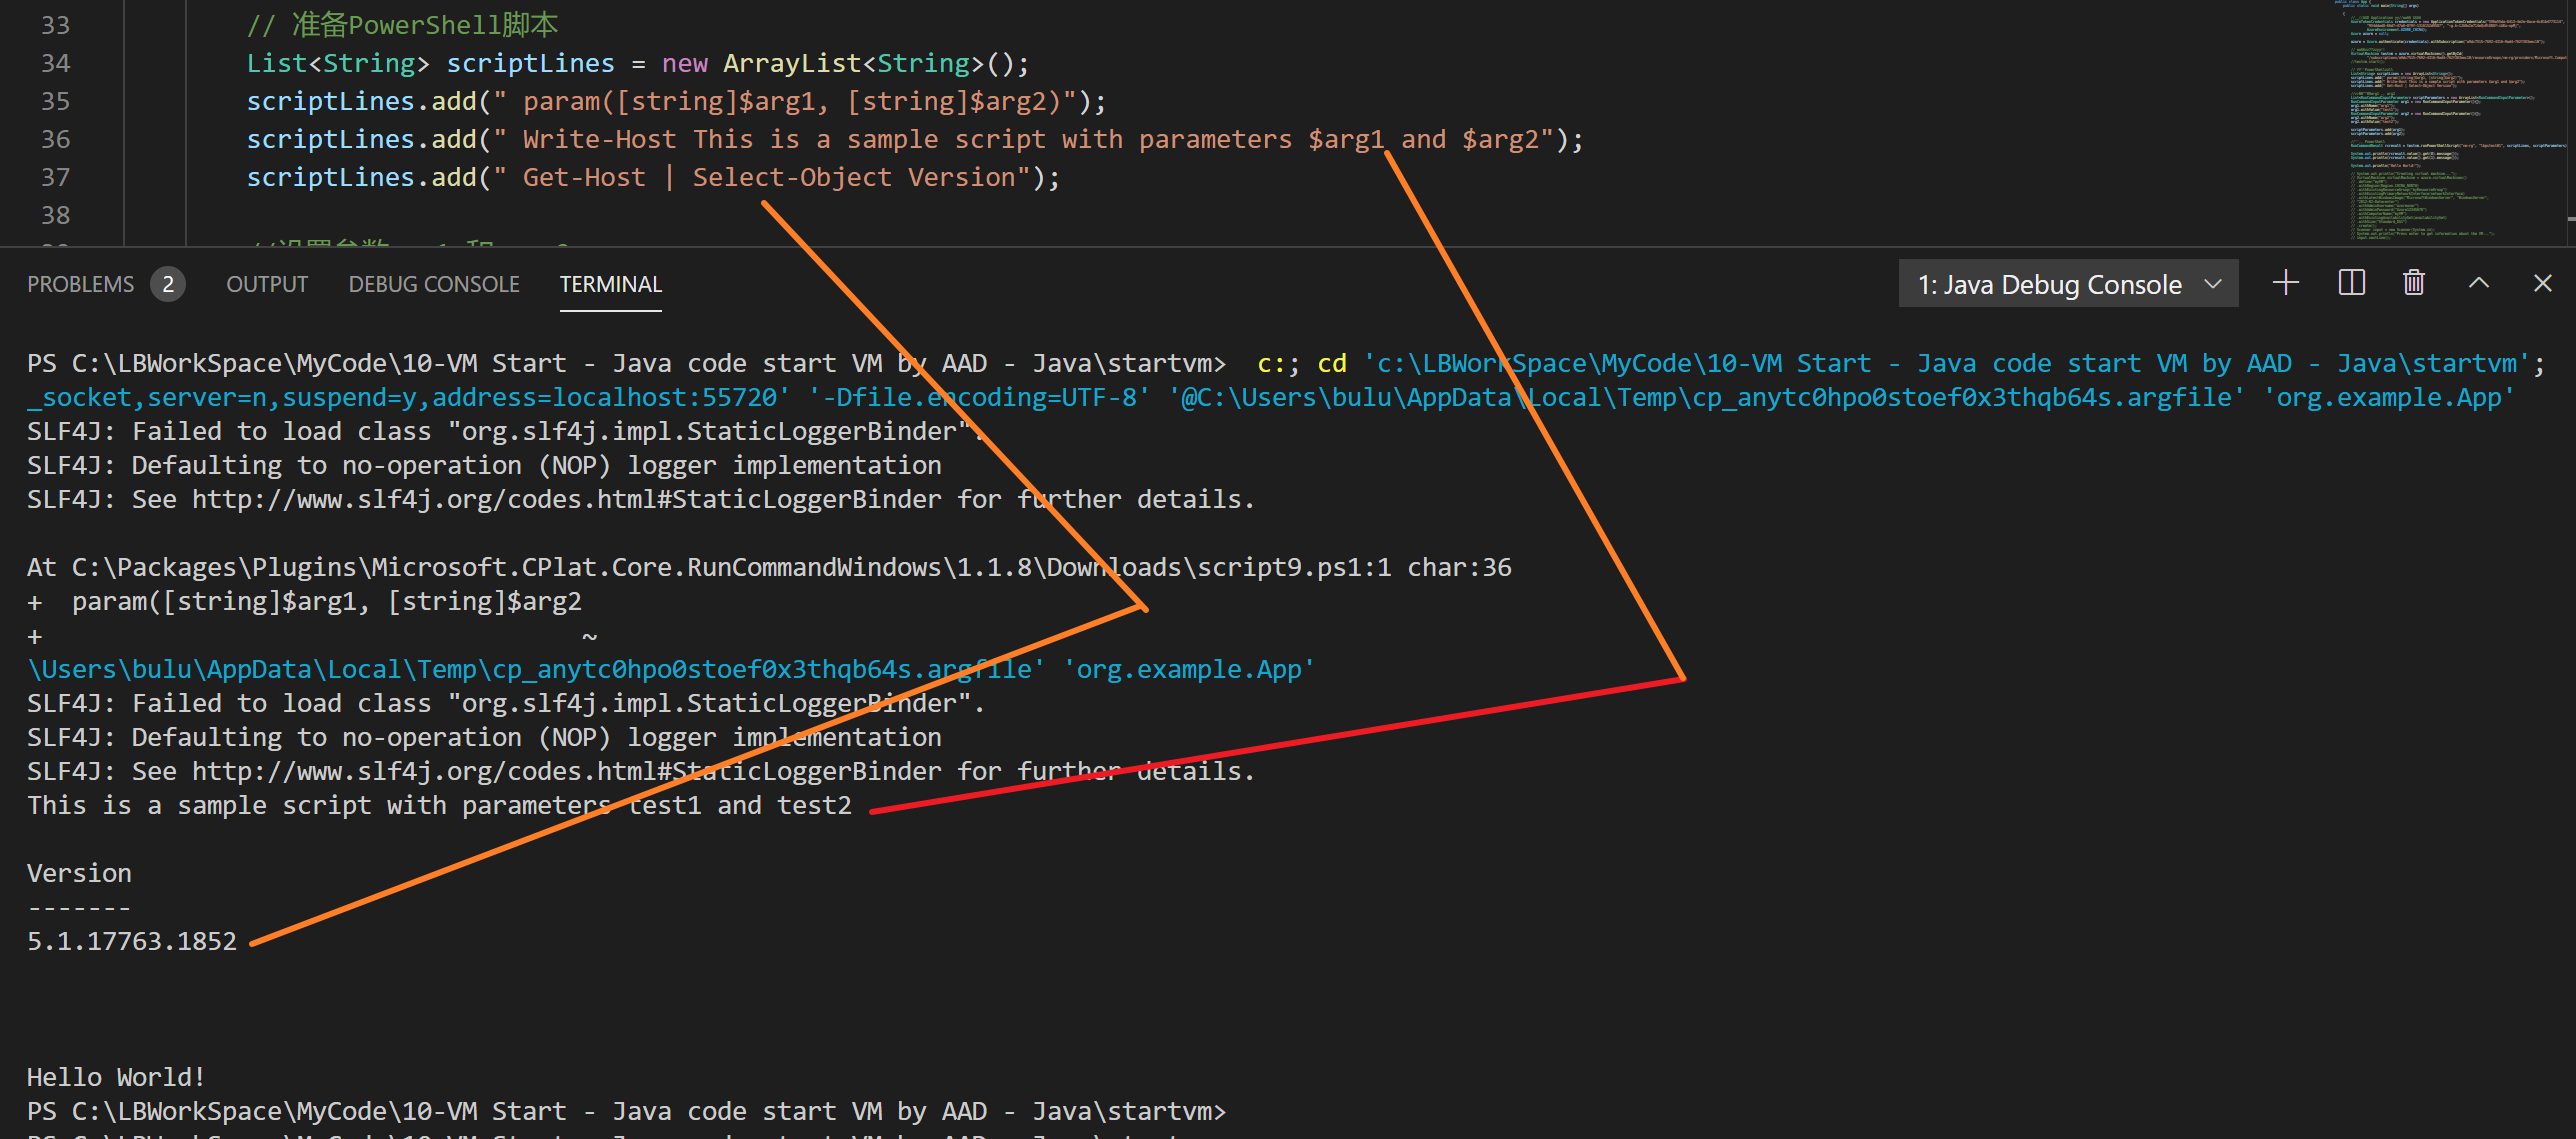 33 // 准备PowerShell脚本
34 List<String> scriptLines = new ArrayList<String>();
35 scriptLines.add(" param([string]$arg1, [string]$arg2)");
36 scriptLines.add(" Write-Host This is a sample script with parameters $arg1 and $arg2");
37 scriptLines.add(" Get-Host | Select-Object Version");
38
PROBLEMS 2 OUTPUT DEBUG CONSOLE TERMINAL 1: Java Debug Console
PS C:\LBWorkSpace\MyCode\10-VM Start - Java code start VM by AAD - Java\startvm>  c:; cd 'c:\LBWorkSpace\MyCode\10-VM Start - Java code start VM by AAD - Java\startvm';
_socket,server=n,suspend=y,address=localhost:55720' '-Dfile.encoding=UTF-8' '@C:\Users\bulu\AppData\Local\Temp\cp_anytc0hpo0stoef0x3thqb64s.argfile' 'org.example.App'
SLF4J: Failed to load class "org.slf4j.impl.StaticLoggerBinder".
SLF4J: Defaulting to no-operation (NOP) logger implementation
SLF4J: See http://www.slf4j.org/codes.html#StaticLoggerBinder for further details.
At C:\Packages\Plugins\Microsoft.CPlat.Core.RunCommandWindows\1.1.8\Downloads\script9.ps1:1 char:36
+  param([string]$arg1, [string]$arg2
+                                    ~
\Users\bulu\AppData\Local\Temp\cp_anytc0hpo0stoef0x3thqb64s.argfile' 'org.example.App'
SLF4J: Failed to load class "org.slf4j.impl.StaticLoggerBinder".
SLF4J: Defaulting to no-operation (NOP) logger implementation
SLF4J: See http://www.slf4j.org/codes.html#StaticLoggerBinder for further details.
This is a sample script with parameters test1 and test2
Version
-------
5.1.17763.1852
Hello World!
PS C:\LBWorkSpace\MyCode\10-VM Start - Java code start VM by AAD - Java\startvm>